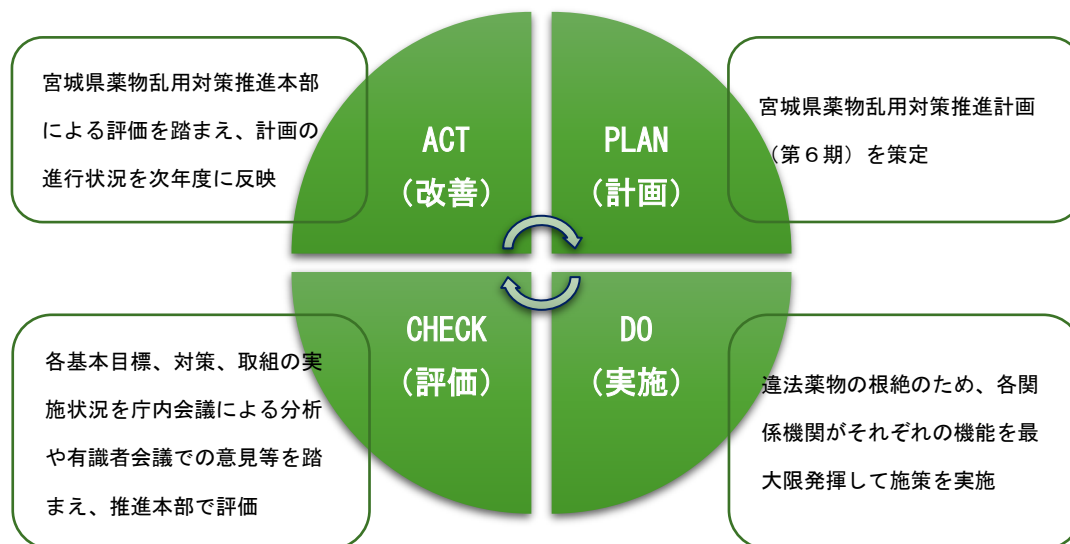 宮城県薬物乱用対策推進本部
による評価を踏まえ、計画の
進行状況を次年度に反映
ACT
（改善）
PLAN
（計画）
宮城県薬物乱用対策推進計画
（第６期）を策定
各基本目標、対策、取組の実
施状況を庁内会議による分析
や有識者会議での意見等を踏
まえ、推進本部で評価
CHECK
（評価）
DO
（実施）
違法薬物の根絶のため、各関
係機関がそれぞれの機能を最
大限発揮して施策を実施